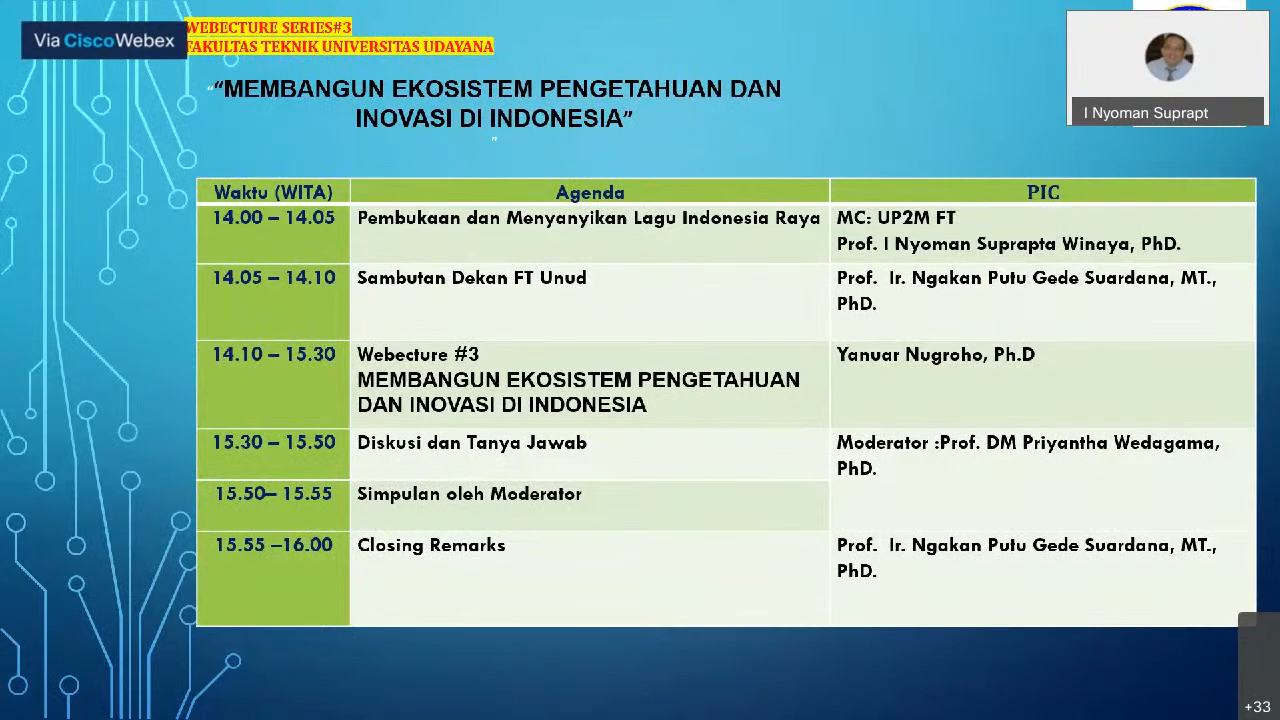 Via Cisco Webex
WEBECTURE SERIES#3
FAKULTAS TEKNIK UNIVERSITAS UDAYANA
““MEMBANGUN EKOSISTEM PENGETAHUAN DAN
INOVASI DI INDONESIA”
”
I Nyoman Suprapt
Waktu (WITA) Agenda PIC
14.00 – 14.05 Pembukaan dan Menyanyikan Lagu Indonesia Raya MC: UP2M FT
Prof. I Nyoman Suprapta Winaya, PhD.
14.05 – 14.10 Sambutan Dekan FT Unud Prof. Ir. Ngakan Putu Gede Suardana, MT.,
PhD.
14.10 – 15.30 Webecture #3 Yanuar Nugroho, Ph.D
MEMBANGUN EKOSISTEM PENGETAHUAN
DAN INOVASI DI INDONESIA
15.30 – 15.50 Diskusi dan Tanya Jawab Moderator :Prof. DM Priyantha Wedagama,
PhD.
15.50– 15.55 Simpulan oleh Moderator
15.55 –16.00 Closing Remarks Prof. Ir. Ngakan Putu Gede Suardana, MT.,
PhD.
+33